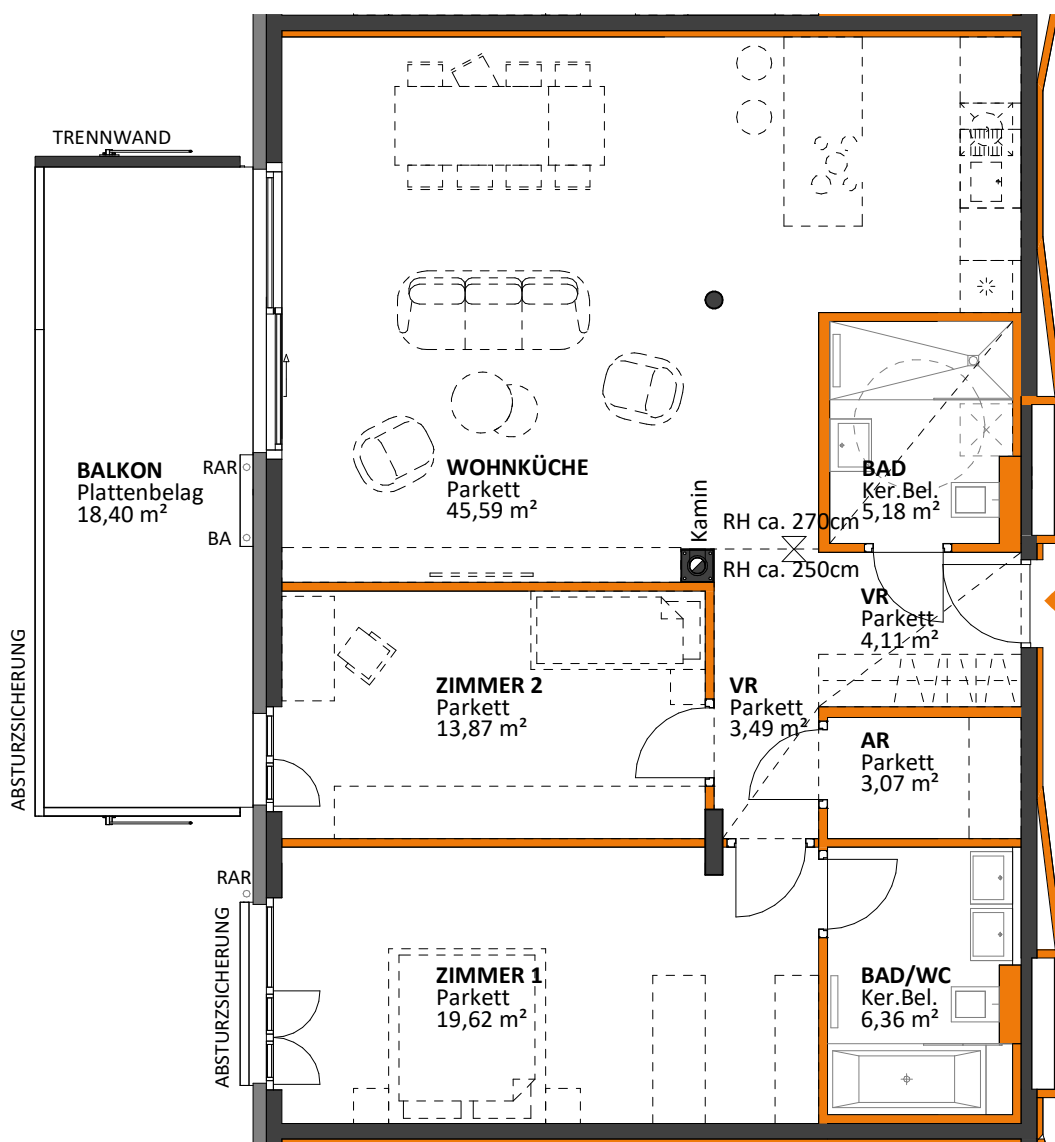 TRENNWAND
BALKON
Plattenbelag
18,40 m²
RAR
BA
WOHNKÜCHE
Parkett
45,59 m²
Kamin
RH ca. 270cm
RH ca. 250cm
BAD
Ker.Bel.
5,18 m²
VR
Parkett
4,11 m²
ABSTURZSICHERUNG
ZIMMER 2
Parkett
13,87 m²
VR
Parkett
3,49 m²
AR
Parkett
3,07 m²
RAR
ABSTURZSICHERUNG
ZIMMER 1
Parkett
19,62 m²
BAD/WC
Ker.Bel.
6,36 m²